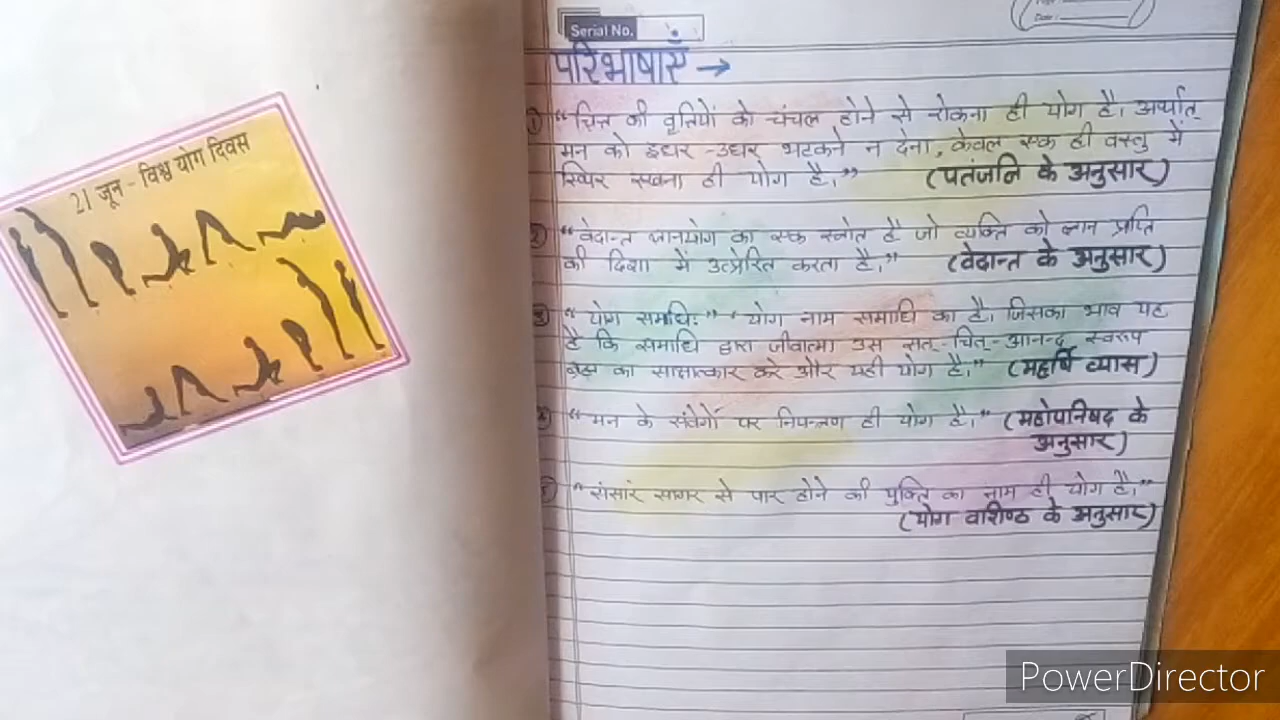 21 जून - विश्व योग दिवस
Serial No.
Date :
परिभाषाएँ →
① “चित्त की वृत्तियों को चंचल होने से रोकना ही योग है। अर्थात्
मन को इधर-उधर भटकने न देना, केवल एक ही वस्तु में
स्थिर रखना ही योग है।” (पतंजलि के अनुसार)
② “वेदान्त ज्ञानयोग का एक स्त्रोत है जो व्यक्ति को ज्ञान प्राप्ति
की दिशा में उत्प्रेरित करता है।” (वेदान्त के अनुसार)
③ “योग समाधिः” “योग नाम समाधि का है। जिसका भाव यह
है कि समाधि द्वारा जीवात्मा उस सत्-चित्-आनन्द स्वरूप
ब्रह्म का साक्षात्कार करे और यही योग है।” (महर्षि व्यास)
④ “मन के संवेगों पर नियन्त्रण ही योग है।” (महोपनिषद के
अनुसार)
⑤ “संसार सागर से पार होने की युक्ति का नाम ही योग है।”
(योग वाशिष्ठ के अनुसार)
PowerDirector